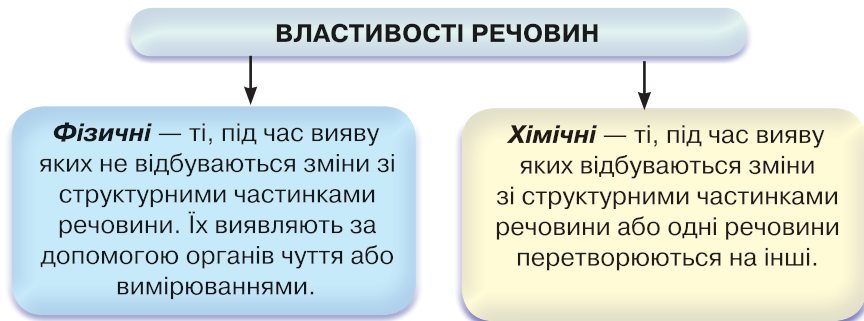 ВЛАСТИВОСТІ РЕЧОВИН
Фізичні — ті, під час вияву
яких не відбуваються зміни зі
структурними частинками
речовини. Їх виявляють за
допомогою органів чуття або
вимірюваннями.
Хімічні — ті, під час вияву
яких відбуваються зміни
зі структурними частинками
речовини або одні речовини
перетворюються на інші.